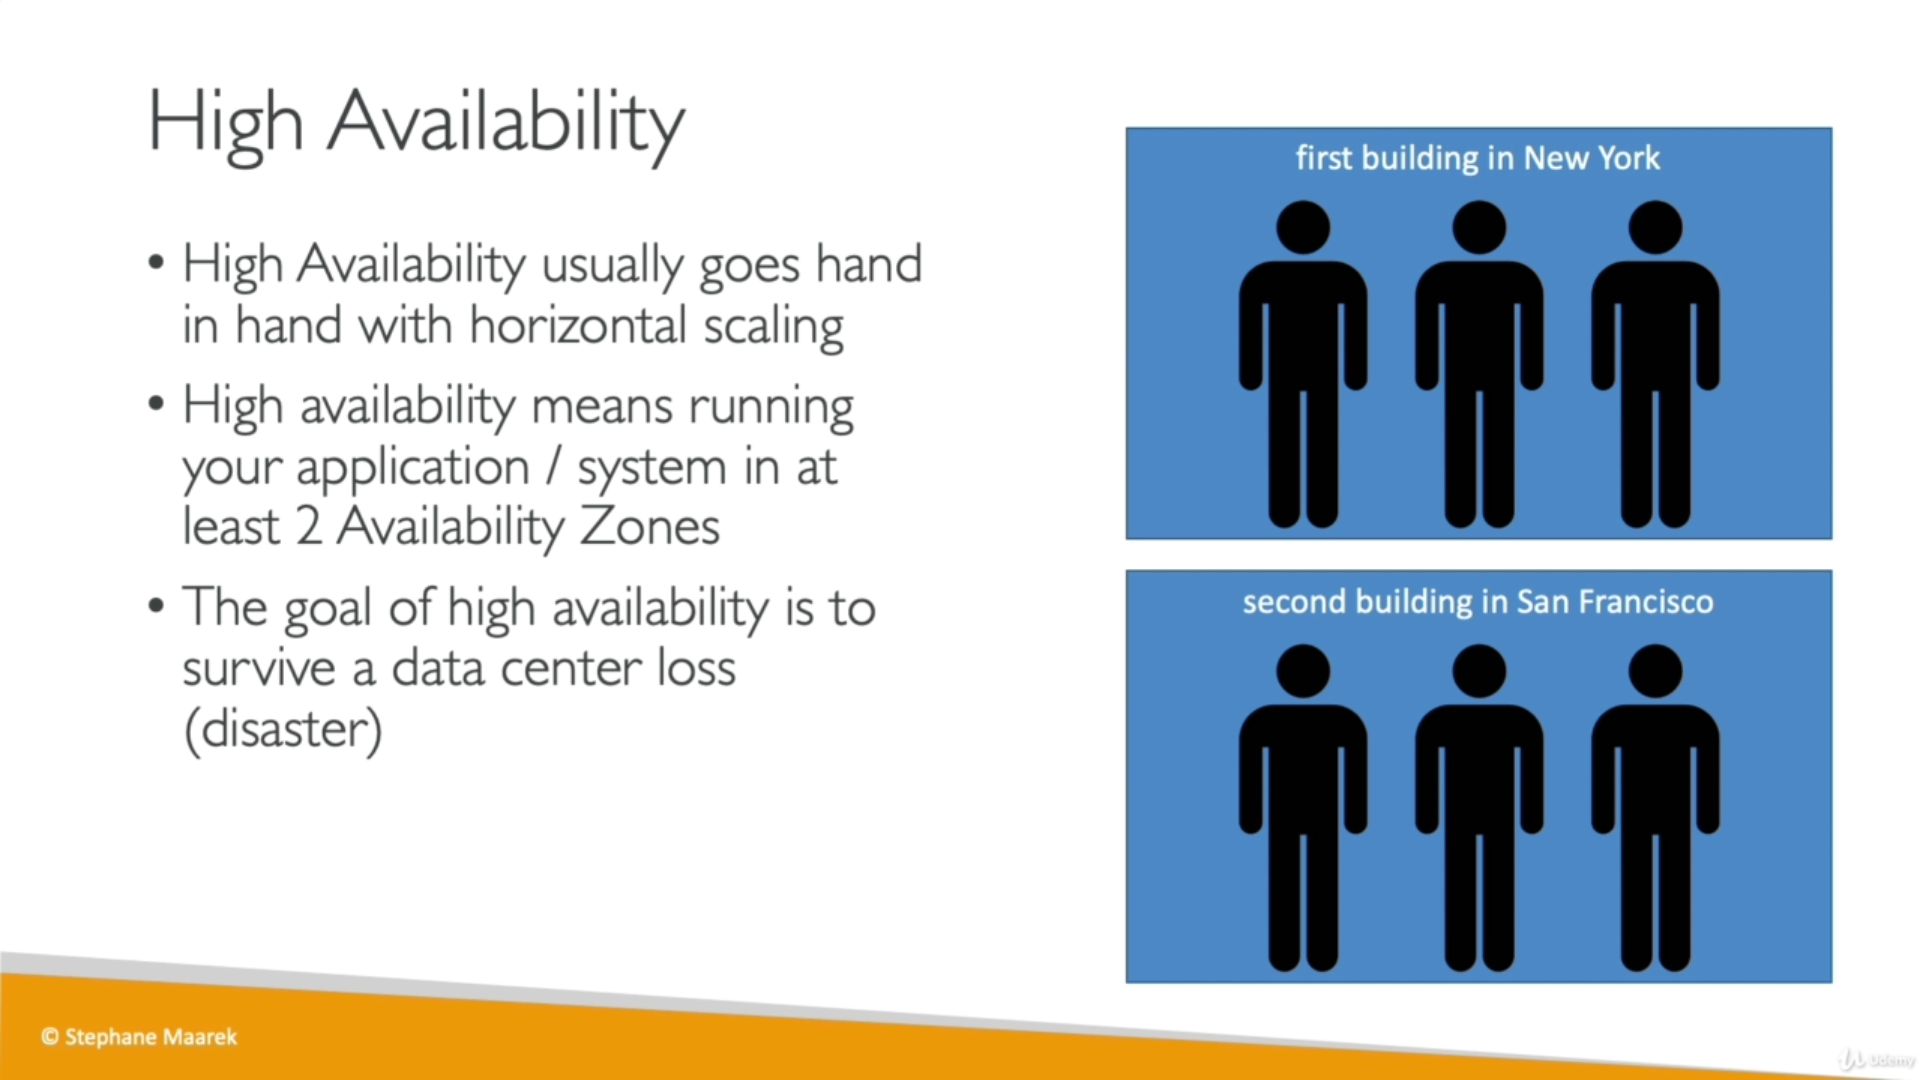 High Availability
• High Availability usually goes hand
in hand with horizontal scaling
• High availability means running
your application / system in at
least 2 Availability Zones
• The goal of high availability is to
survive a data center loss
(disaster)
first building in New York
second building in San Francisco
© Stephane Maarek
Udemy